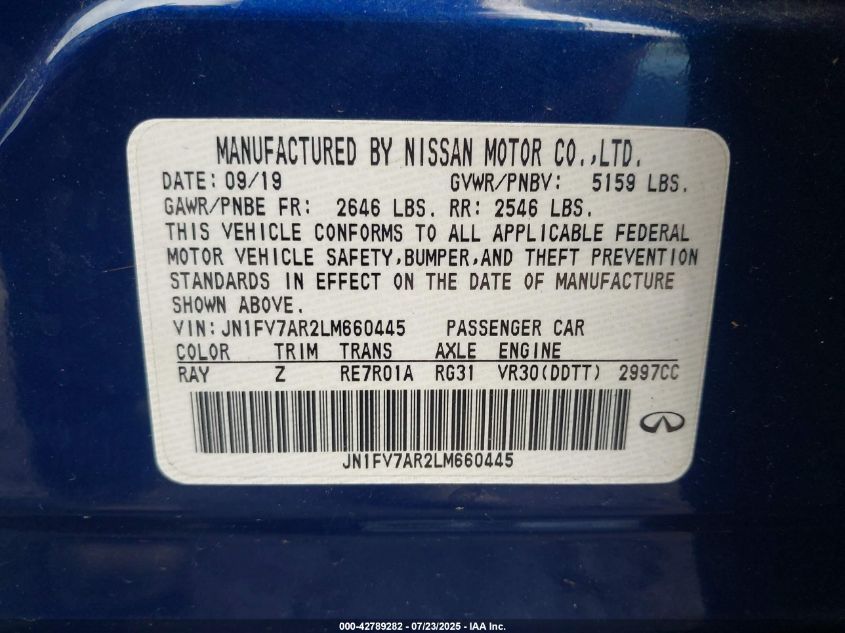 MANUFACTURED BY NISSAN MOTOR CO.,LTD.
DATE: 09/19 GVWR/PNBV: 5159 LBS.
GAWR/PNBE FR: 2646 LBS. RR: 2546 LBS.
THIS VEHICLE CONFORMS TO ALL APPLICABLE FEDERAL
MOTOR VEHICLE SAFETY,BUMPER,AND THEFT PREVENTION
STANDARDS IN EFFECT ON THE DATE OF MANUFACTURE
SHOWN ABOVE.
VIN: JN1FV7AR2LM660445 PASSENGER CAR
COLOR TRIM TRANS AXLE ENGINE
RAY Z RE7R01A RG31 VR30(DDTT) 2997CC
JN1FV7AR2LM660445
000-42789282 - 07/23/2025 - IAA Inc.